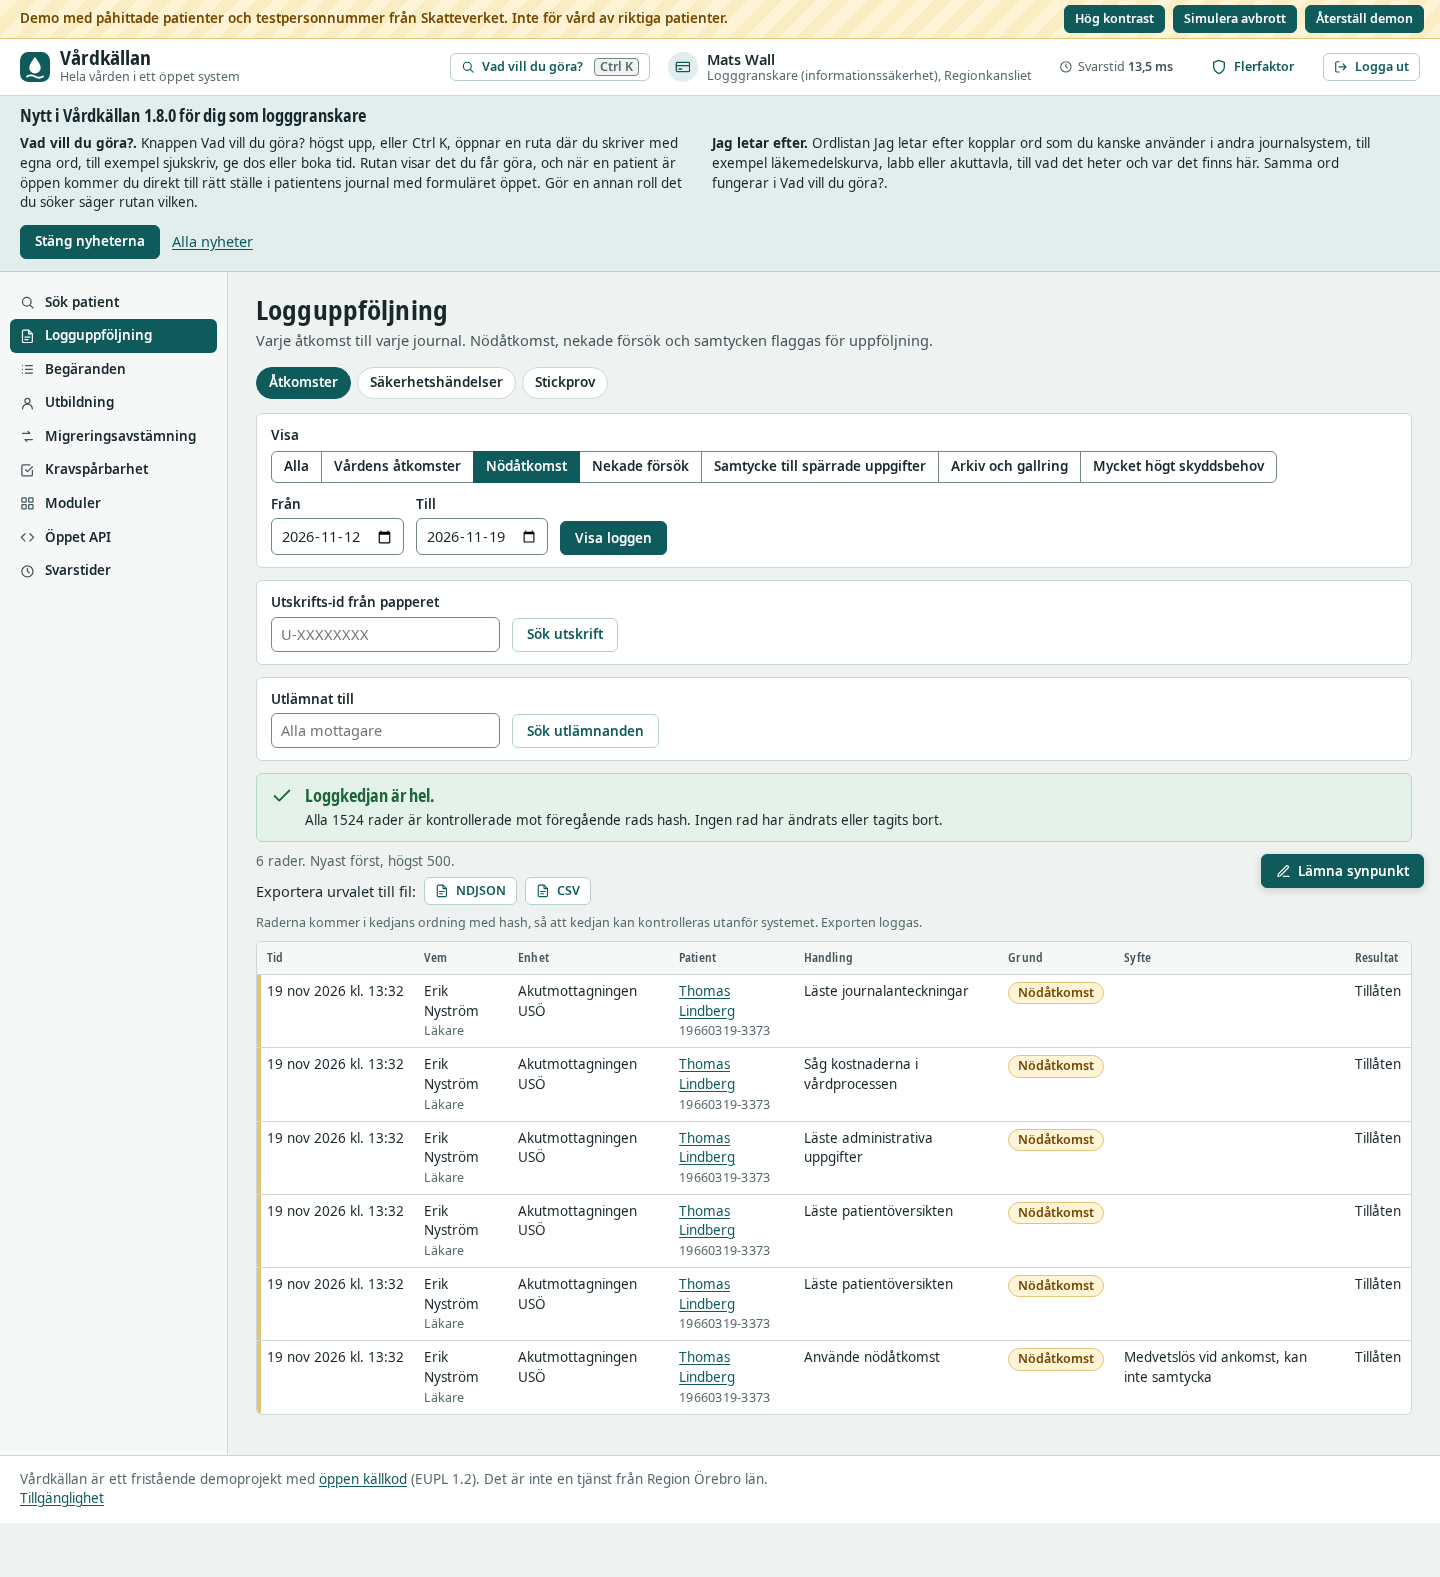 Demo med påhittade patienter och testpersonnummer från Skatteverket. Inte för vård av riktiga patienter.
Hög kontrast
Simulera avbrott
Återställ demon
Vårdkällan
Hela vården i ett öppet system
Vad vill du göra? Ctrl K
Mats Wall
Logggranskare (informationssäkerhet), Regionkansliet
Svarstid 13,5 ms
Flerfaktor
Logga ut
Nytt i Vårdkällan 1.8.0 för dig som logggranskare
Vad vill du göra?. Knappen Vad vill du göra? högst upp, eller Ctrl K, öppnar en ruta där du skriver med
egna ord, till exempel sjukskriv, ge dos eller boka tid. Rutan visar det du får göra, och när en patient är
öppen kommer du direkt till rätt ställe i patientens journal med formuläret öppet. Gör en annan roll det
du söker säger rutan vilken.
Jag letar efter. Ordlistan Jag letar efter kopplar ord som du kanske använder i andra journalsystem, till
exempel läkemedelskurva, labb eller akuttavla, till vad det heter och var det finns här. Samma ord
fungerar i Vad vill du göra?.
Stäng nyheterna
Alla nyheter
Sök patient
Logguppföljning
Begäranden
Utbildning
Migreringsavstämning
Kravspårbarhet
Moduler
Öppet API
Svarstider
Logguppföljning
Varje åtkomst till varje journal. Nödåtkomst, nekade försök och samtycken flaggas för uppföljning.
Åtkomster
Säkerhetshändelser
Stickprov
Visa
Alla
Vårdens åtkomster
Nödåtkomst
Nekade försök
Samtycke till spärrade uppgifter
Arkiv och gallring
Mycket högt skyddsbehov
Från
Till
2026-11-12
2026-11-19
Visa loggen
Utskrifts-id från papperet
U-XXXXXXXX
Sök utskrift
Utlämnat till
Alla mottagare
Sök utlämnanden
Loggkedjan är hel.
Alla 1524 rader är kontrollerade mot föregående rads hash. Ingen rad har ändrats eller tagits bort.
6 rader. Nyast först, högst 500.
Lämna synpunkt
Exportera urvalet till fil:
NDJSON
CSV
Raderna kommer i kedjans ordning med hash, så att kedjan kan kontrolleras utanför systemet. Exporten loggas.
Tid Vem Enhet Patient Handling Grund Syfte Resultat
19 nov 2026 kl. 13:32 Erik Akutmottagningen Thomas Läste journalanteckningar Nödåtkomst Tillåten
Nyström USÖ Lindberg
Läkare 19660319-3373
19 nov 2026 kl. 13:32 Erik Akutmottagningen Thomas Såg kostnaderna i Nödåtkomst Tillåten
Nyström USÖ Lindberg vårdprocessen
Läkare 19660319-3373
19 nov 2026 kl. 13:32 Erik Akutmottagningen Thomas Läste administrativa Nödåtkomst Tillåten
Nyström USÖ Lindberg uppgifter
Läkare 19660319-3373
19 nov 2026 kl. 13:32 Erik Akutmottagningen Thomas Läste patientöversikten Nödåtkomst Tillåten
Nyström USÖ Lindberg
Läkare 19660319-3373
19 nov 2026 kl. 13:32 Erik Akutmottagningen Thomas Läste patientöversikten Nödåtkomst Tillåten
Nyström USÖ Lindberg
Läkare 19660319-3373
19 nov 2026 kl. 13:32 Erik Akutmottagningen Thomas Använde nödåtkomst Nödåtkomst Medvetslös vid ankomst, kan Tillåten
Nyström USÖ Lindberg inte samtycka
Läkare 19660319-3373
Vårdkällan är ett fristående demoprojekt med öppen källkod (EUPL 1.2). Det är inte en tjänst från Region Örebro län.
Tillgänglighet